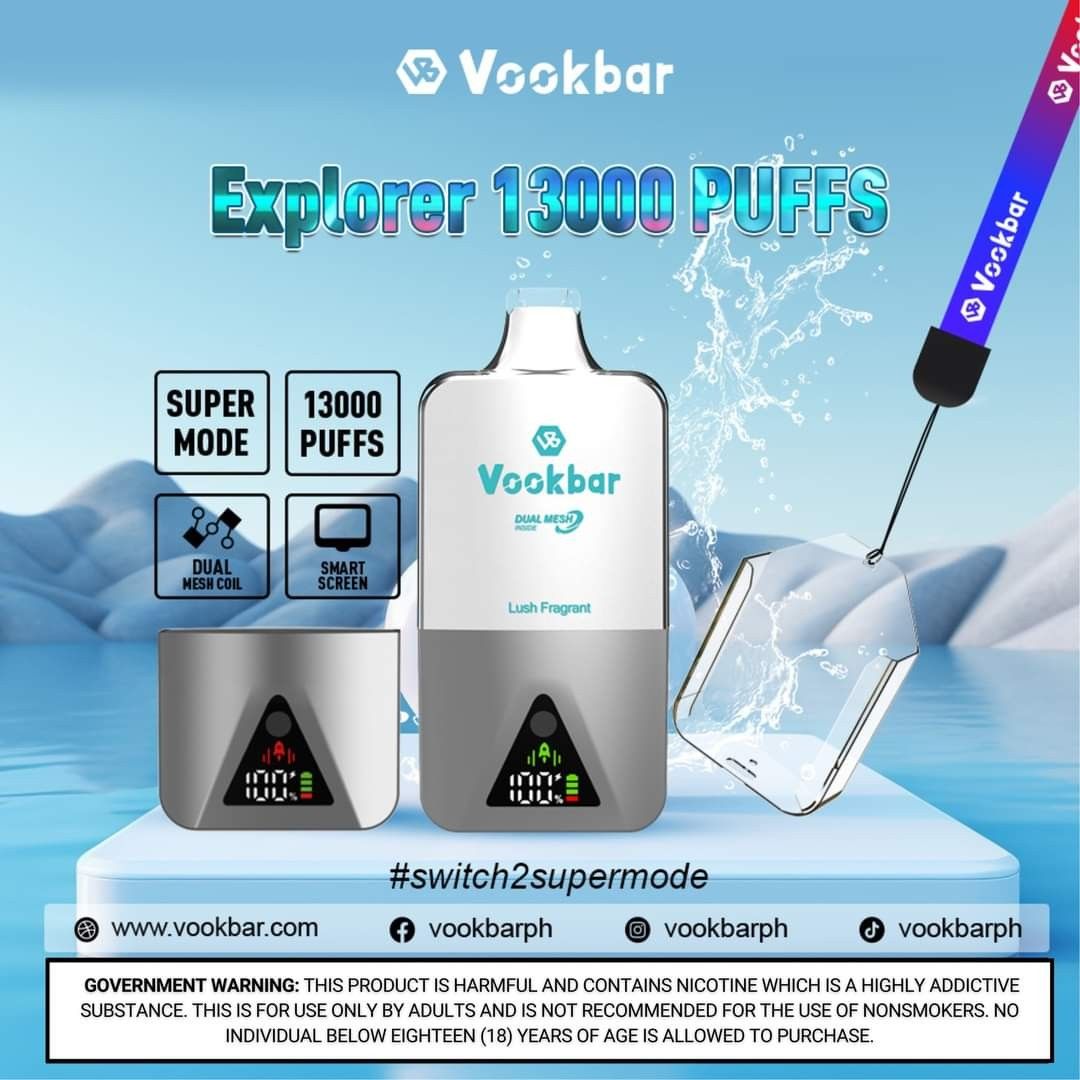 Vookbar
Explorer 13000 PUFFS
Vookbar
SUPER
MODE
13000
PUFFS
DUAL
MESH COIL
SMART
SCREEN
Vookbar
DUAL MESH
INSIDE
Lush Fragrant
100%
100%
#switch2supermode
www.vookbar.com
vookbarph
vookbarph
vookbarph
GOVERNMENT WARNING: THIS PRODUCT IS HARMFUL AND CONTAINS NICOTINE WHICH IS A HIGHLY ADDICTIVE
SUBSTANCE. THIS IS FOR USE ONLY BY ADULTS AND IS NOT RECOMMENDED FOR THE USE OF NONSMOKERS. NO
INDIVIDUAL BELOW EIGHTEEN (18) YEARS OF AGE IS ALLOWED TO PURCHASE.